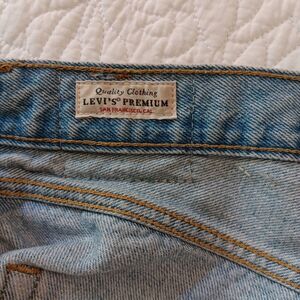 Quality Clothing
LEVI'S® PREMIUM
SAN FRANCISCO, CAL.